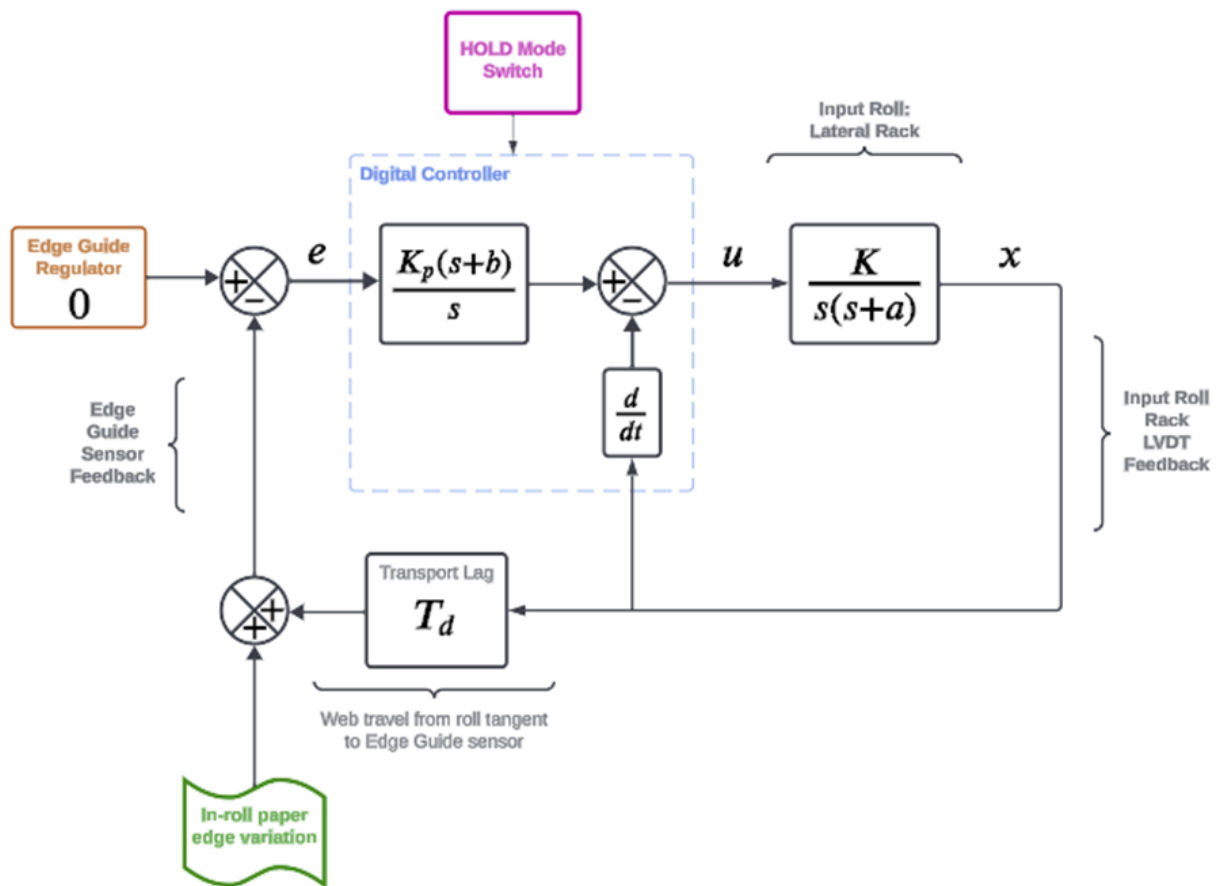 HOLD Mode
Switch
Input Roll:
Lateral Rack
Digital Controller
Edge Guide
Regulator
0
+
−
e
K_p(s+b)
s
+
−
u
K
s(s+a)
x
d
dt
Edge
Guide
Sensor
Feedback
Input Roll
Rack
LVDT
Feedback
Transport Lag
T_d
+
+
Web travel from roll tangent
to Edge Guide sensor
In-roll paper
edge variation